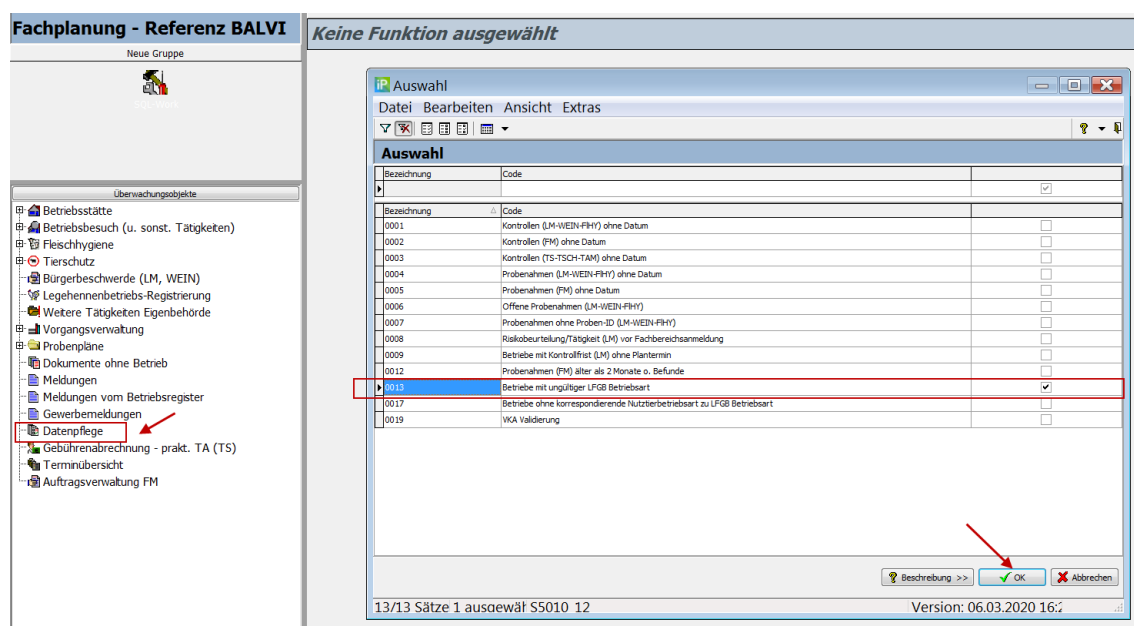 Fachplanung - Referenz BALVI
Neue Gruppe
Überwachungsobjekte
Betriebsstätte
Betriebsbesuch (u. sonst. Tätigkeiten)
Fleischhygiene
Tierschutz
Bürgerbeschwerde (LM, WEIN)
Legehennenbetriebs-Registrierung
Weitere Tätigkeiten Eigenbehörde
Vorgangsverwaltung
Probenpläne
Dokumente ohne Betrieb
Meldungen
Meldungen vom Betriebsregister
Gewerbemeldungen
Datenpflege
Gebührenabrechnung - prakt. TA (TS)
Terminübersicht
Auftragsverwaltung FM
Keine Funktion ausgewählt
iP Auswahl
Datei Bearbeiten Ansicht Extras
Auswahl
Bezeichnung Code
Bezeichnung Code
0001 Kontrollen (LM-WEIN-FlHY) ohne Datum
0002 Kontrollen (FM) ohne Datum
0003 Kontrollen (TS-TSCH-TAM) ohne Datum
0004 Probenahmen (LM-WEIN-FlHY) ohne Datum
0005 Probenahmen (FM) ohne Datum
0006 Offene Probenahmen (LM-WEIN-FlHY)
0007 Probenahmen ohne Proben-ID (LM-WEIN-FlHY)
0008 Risikobeurteilung/Tätigkeit (LM) vor Fachbereichsanmeldung
0009 Betriebe mit Kontrollfrist (LM) ohne Plantermin
0012 Probenahmen (FM) älter als 2 Monate o. Befunde
0013 Betriebe mit ungültiger LFGB Betriebsart
0017 Betriebe ohne korrespondierende Nutztierbetriebsart zu LFGB Betriebsart
0019 VKA Validierung
Beschreibung >> OK Abbrechen
13/13 Sätze 1 ausgewäh S5010_12 Version: 06.03.2020 16:2